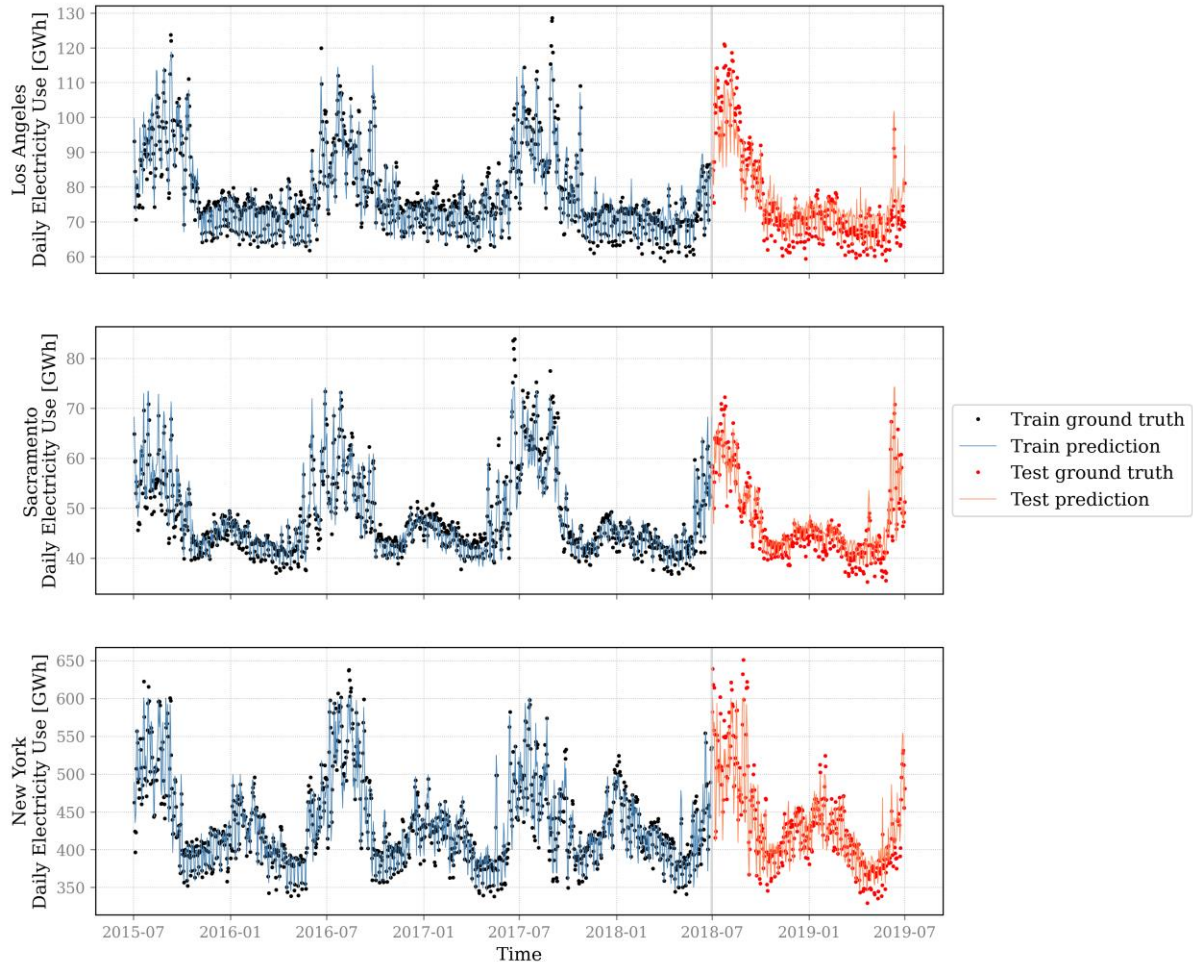 130
120
110
100
90
80
70
60
Los Angeles
Daily Electricity Use [GWh]
80
70
60
50
40
Sacramento
Daily Electricity Use [GWh]
Train ground truth
Train prediction
Test ground truth
Test prediction
650
600
550
500
450
400
350
New York
Daily Electricity Use [GWh]
2015-07 2016-01 2016-07 2017-01 2017-07 2018-01 2018-07 2019-01 2019-07
Time